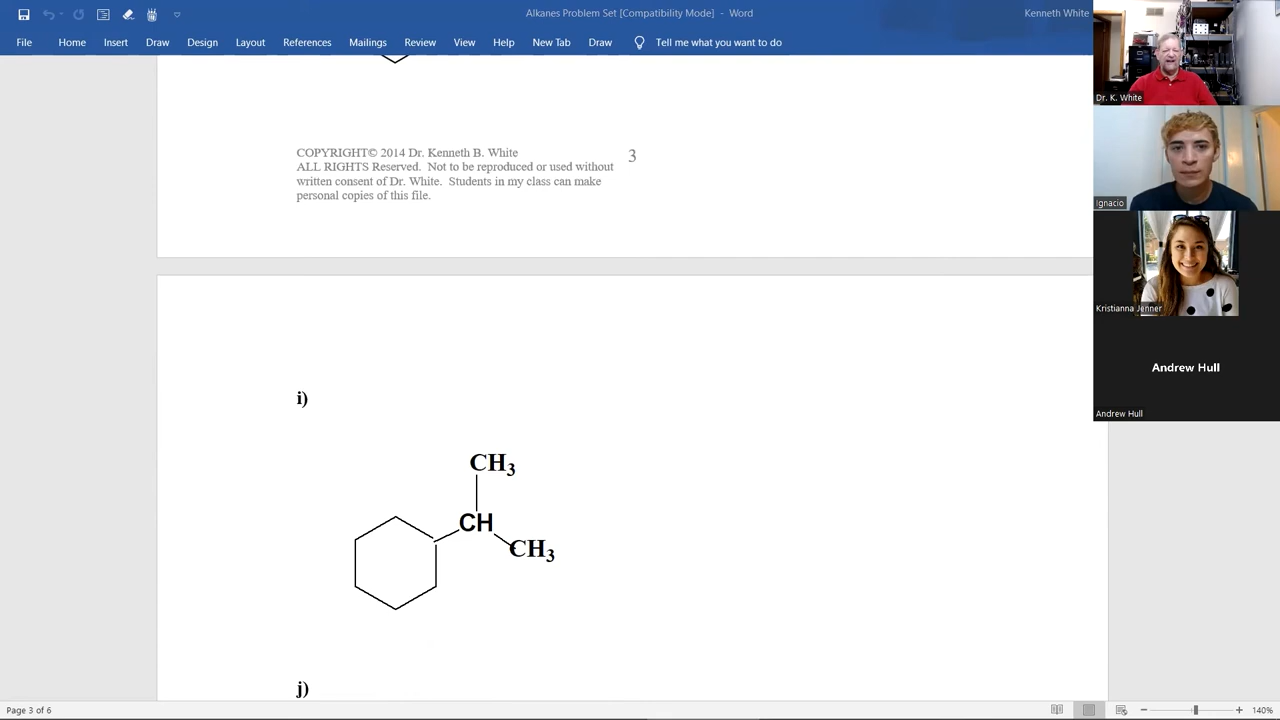 Alkanes Problem Set [Compatibility Mode] - Word
Kenneth White
File Home Insert Draw Design Layout References Mailings Review View Help New Tab Draw Tell me what you want to do
Dr. K. White
COPYRIGHT© 2014 Dr. Kenneth B. White
3
ALL RIGHTS Reserved. Not to be reproduced or used without
written consent of Dr. White. Students in my class can make
personal copies of this file.
Ignacio
Kristianna Jenner
Andrew Hull
Andrew Hull
i)
CH3
CH
CH3
j)
Page 3 of 6
140%